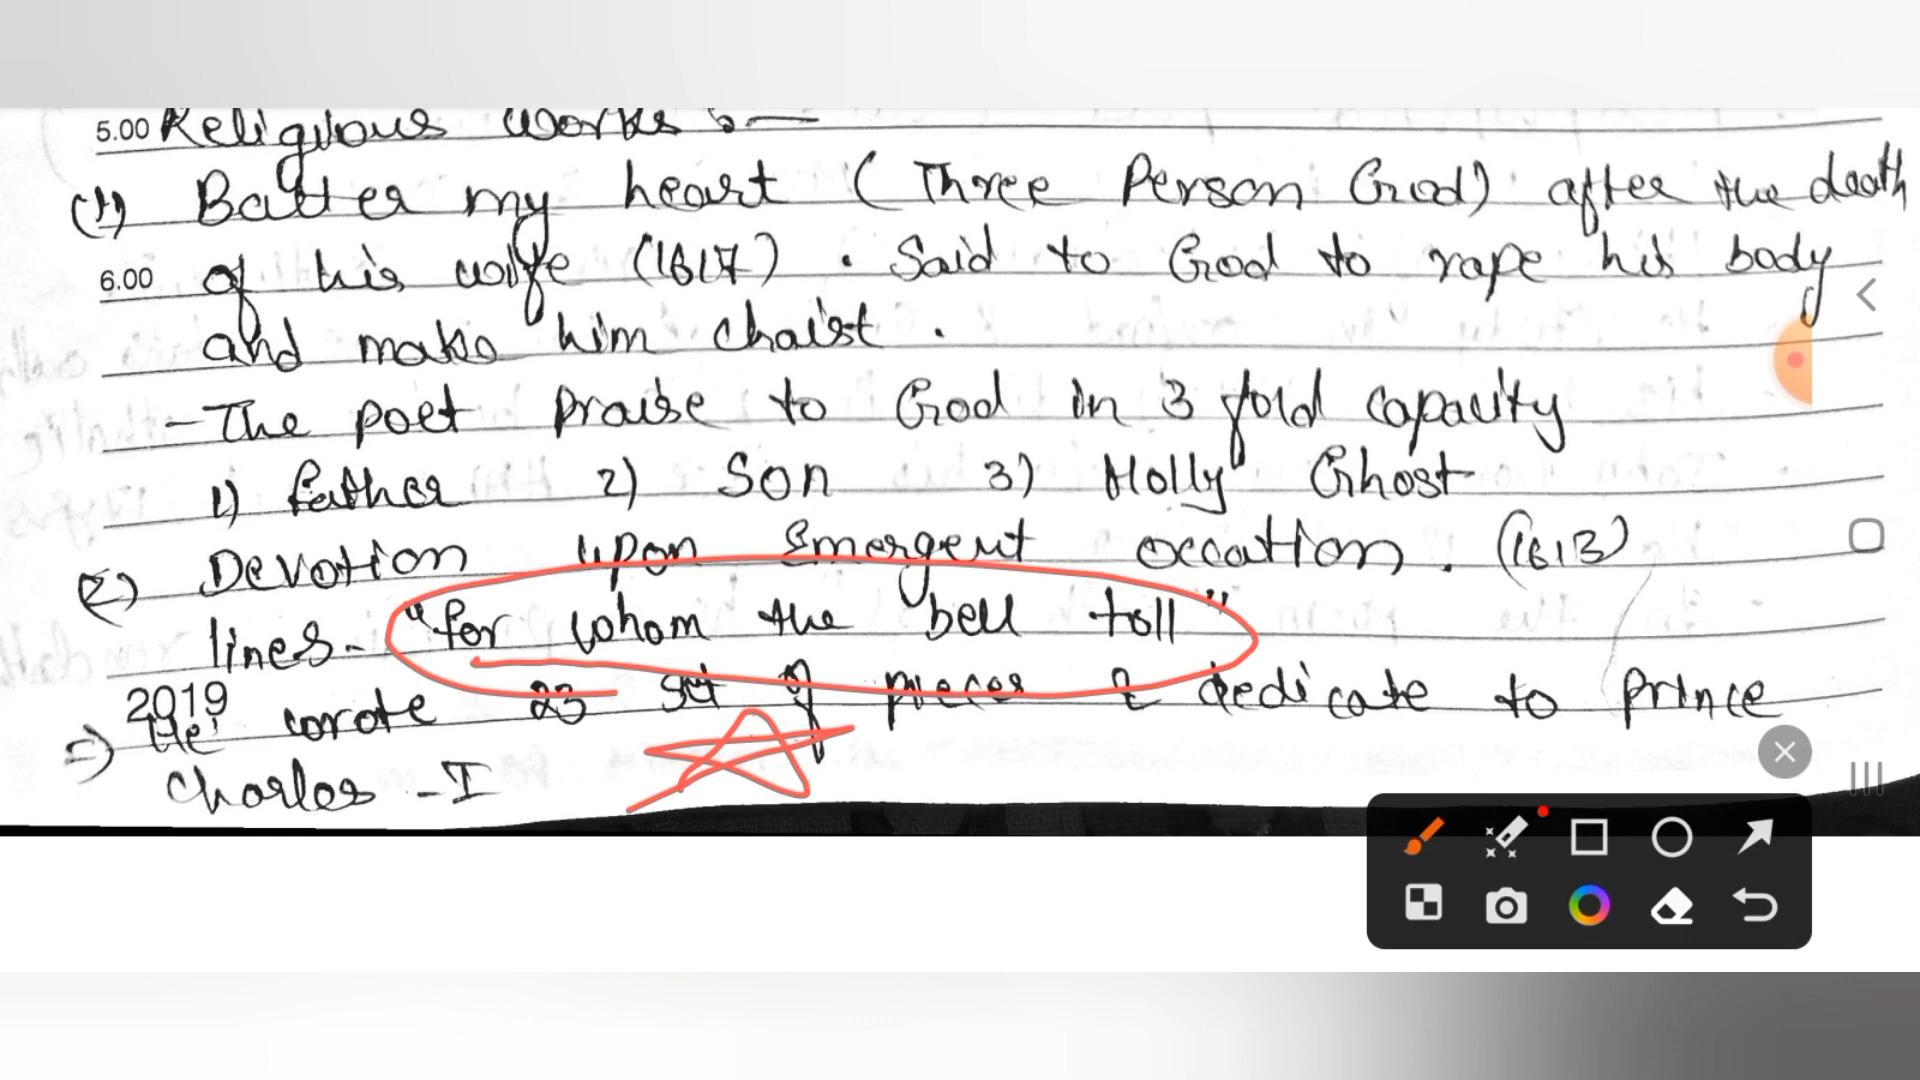 5.00 Religious works :—
(1) Batter my heart (Three Person God) after the death
6.00 of his wife (1617). Said to God to rape his body
and make him chaist.
- The poet praise to God in 3 fold capacity
1) father 2) Son 3) Holly Ghost
(2) Devotion upon Emergent occation. (1613)
lines- "for whom the bell toll"
2019
=) He wrote 23 set of pieces & dedicate to Prince
Charles - I